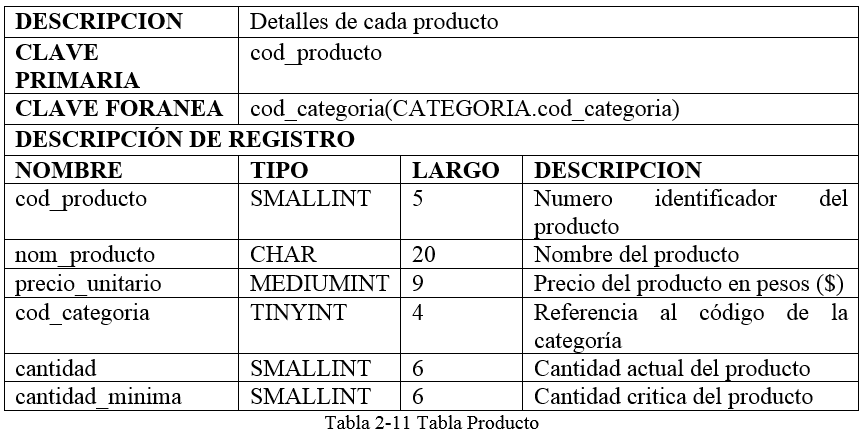 DESCRIPCION Detalles de cada producto
CLAVE cod_producto
PRIMARIA
CLAVE FORANEA cod_categoria(CATEGORIA.cod_categoria)
DESCRIPCIÓN DE REGISTRO
NOMBRE TIPO LARGO DESCRIPCION
cod_producto SMALLINT 5 Numero identificador del
producto
nom_producto CHAR 20 Nombre del producto
precio_unitario MEDIUMINT 9 Precio del producto en pesos ($)
cod_categoria TINYINT 4 Referencia al código de la
categoría
cantidad SMALLINT 6 Cantidad actual del producto
cantidad_minima SMALLINT 6 Cantidad critica del producto
Tabla 2-11 Tabla Producto